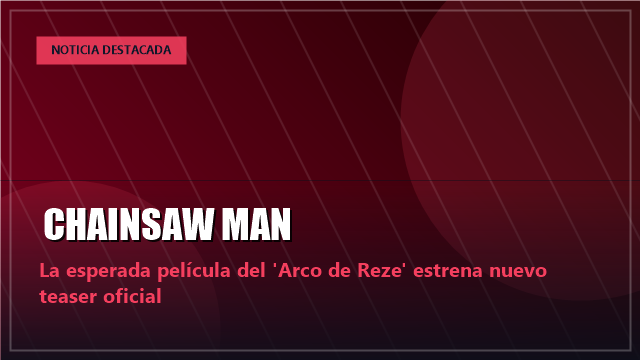 NOTICIA DESTACADA
CHAINSAW MAN
La esperada película del 'Arco de Reze' estrena nuevo
teaser oficial